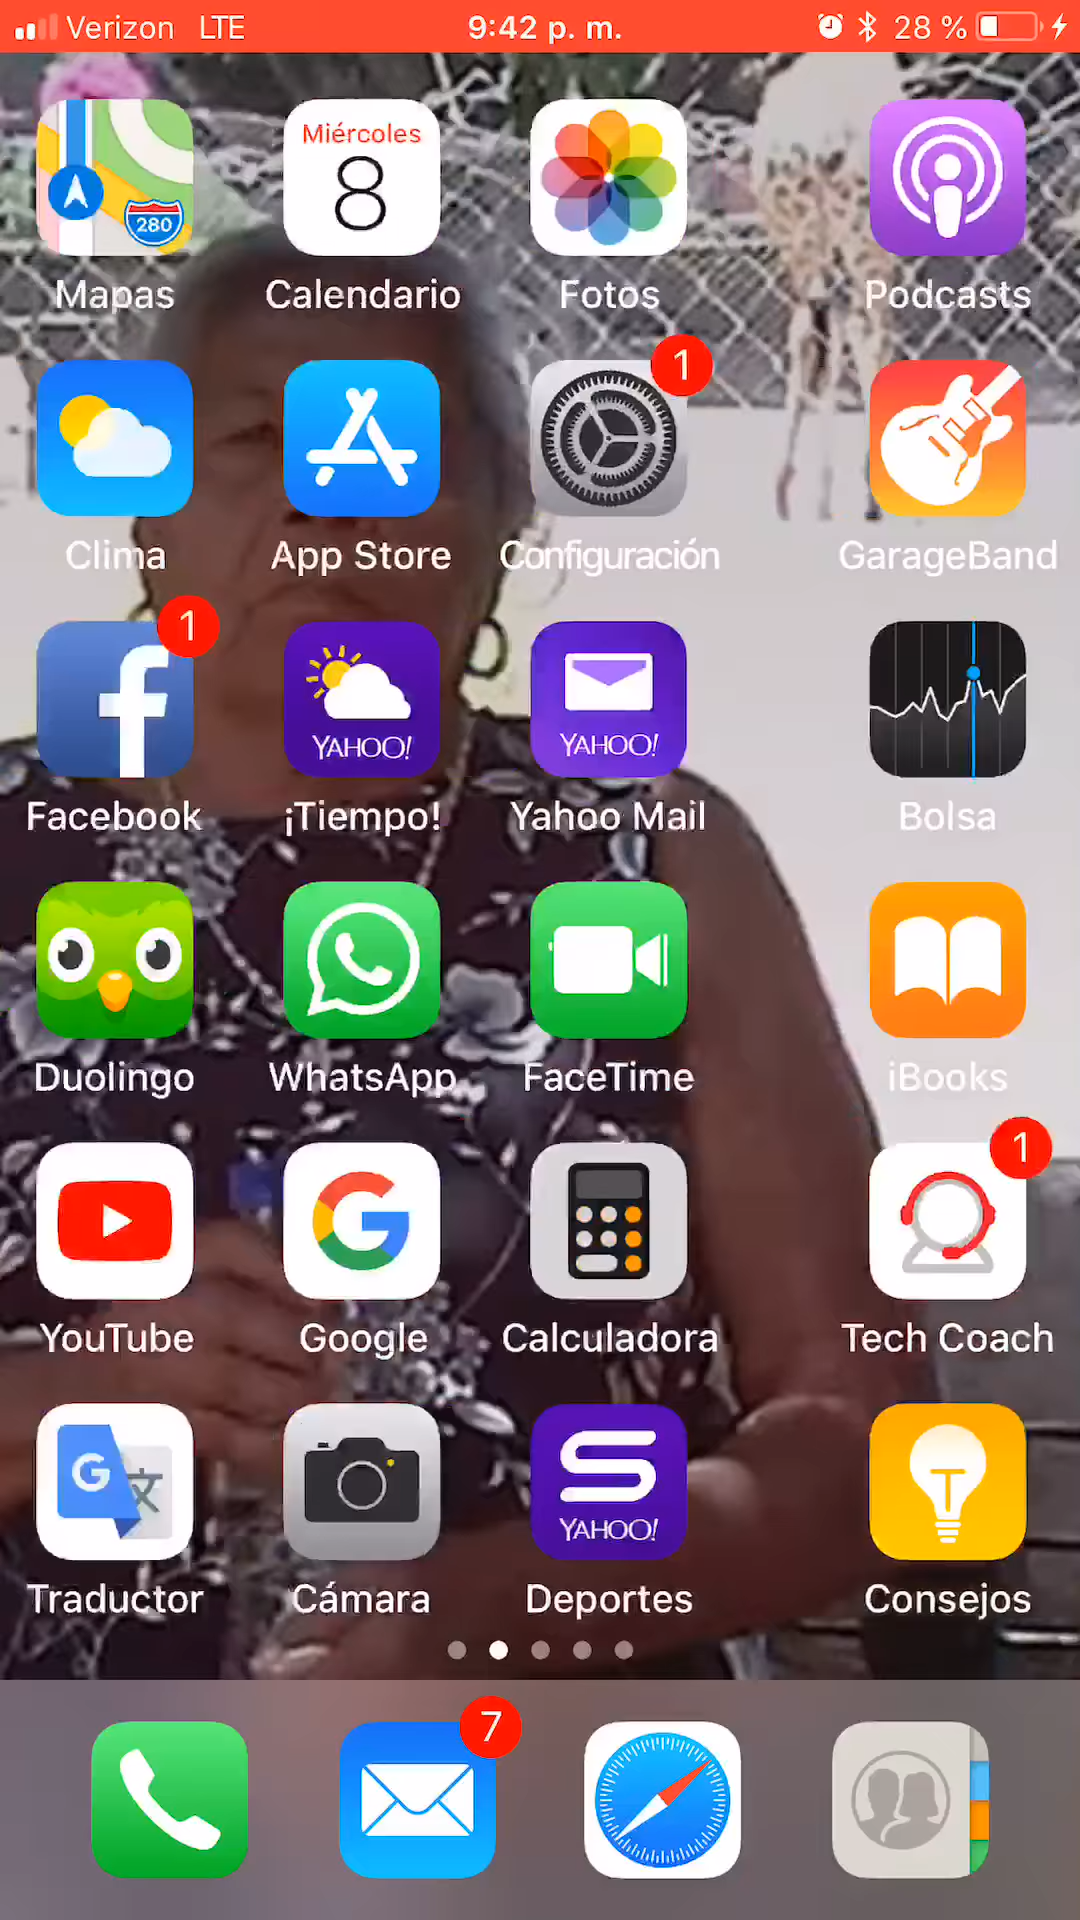 Verizon LTE 9:42 p. m. 28 %
Miércoles
8
280
Mapas Calendario Fotos Podcasts
1
Clima App Store Configuración GarageBand
1
YAHOO! YAHOO!
Facebook ¡Tiempo! Yahoo Mail Bolsa
Duolingo WhatsApp FaceTime iBooks
1
G
YouTube Google Calculadora Tech Coach
G 文
YAHOO!
Traductor Cámara Deportes Consejos
7